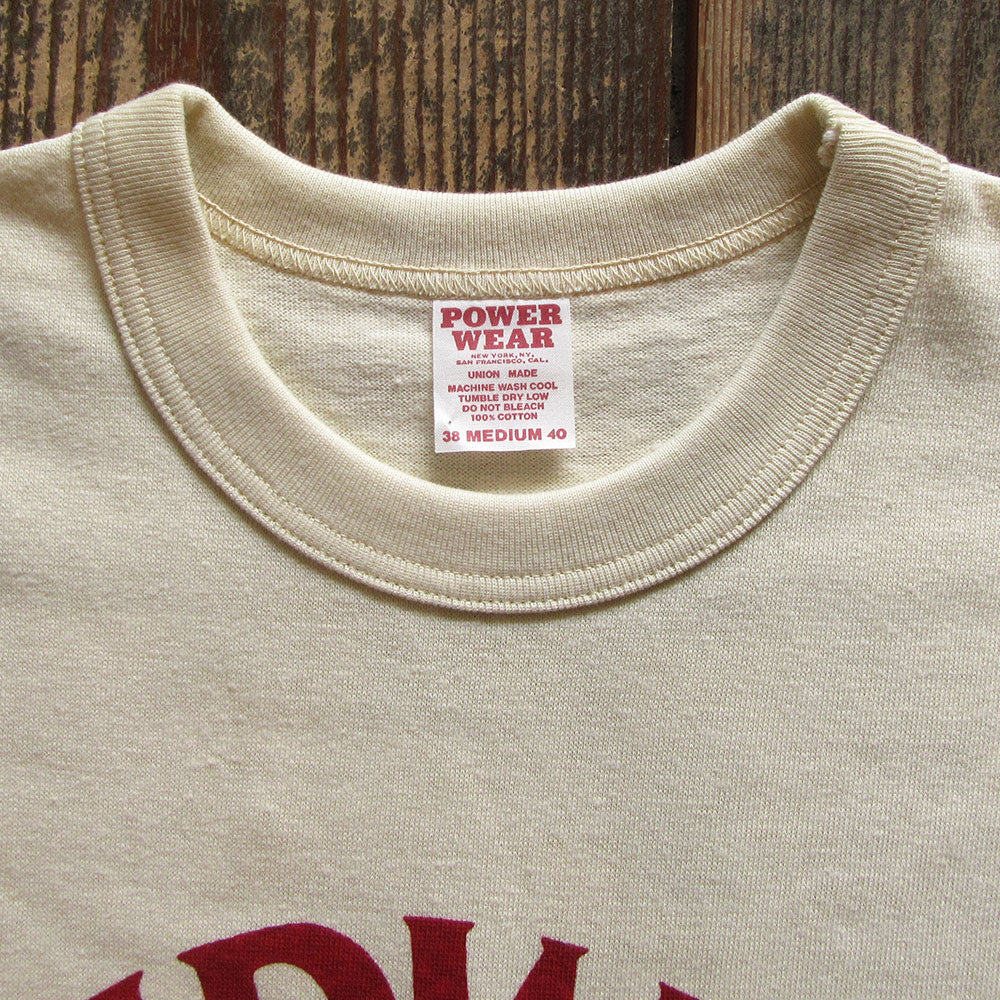 POWER
WEAR
NEW YORK, NY.
SAN FRANCISCO, CAL.
UNION MADE
MACHINE WASH COOL
TUMBLE DRY LOW
DO NOT BLEACH
100% COTTON
38 MEDIUM 40